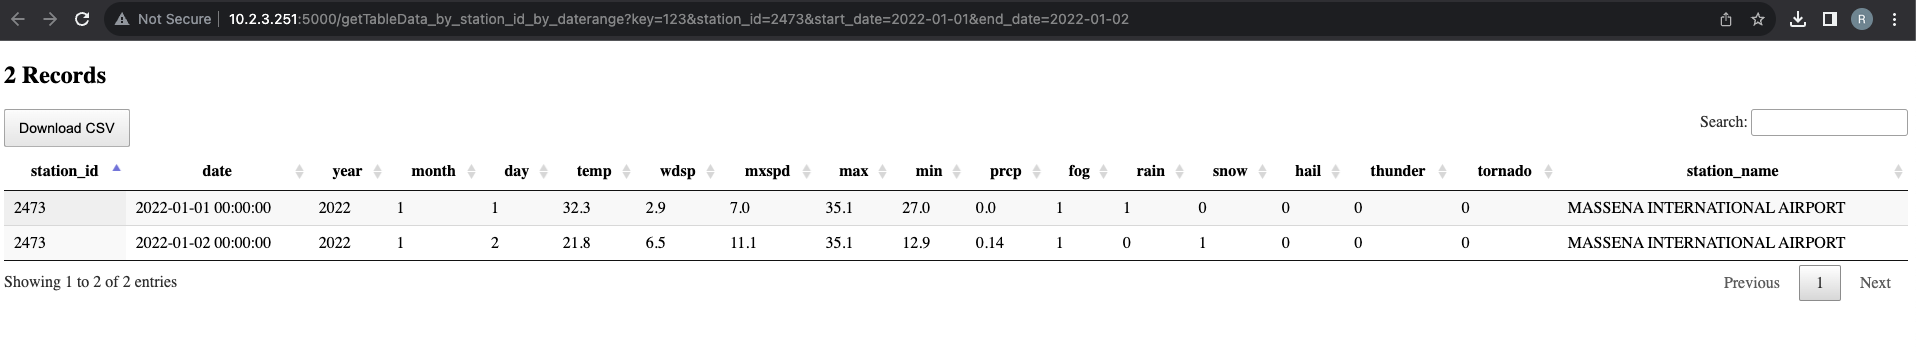 Not Secure 10.2.3.251:5000/getTableData_by_station_id_by_daterange?key=123&station_id=2473&start_date=2022-01-01&end_date=2022-01-02 R
2 Records
Download CSV Search:
station_id date year month day temp wdsp mxspd max min prcp fog rain snow hail thunder tornado station_name
2473 2022-01-01 00:00:00 2022 1 1 32.3 2.9 7.0 35.1 27.0 0.0 1 1 0 0 0 0 MASSENA INTERNATIONAL AIRPORT
2473 2022-01-02 00:00:00 2022 1 2 21.8 6.5 11.1 35.1 12.9 0.14 1 0 1 0 0 0 MASSENA INTERNATIONAL AIRPORT
Showing 1 to 2 of 2 entries Previous 1 Next